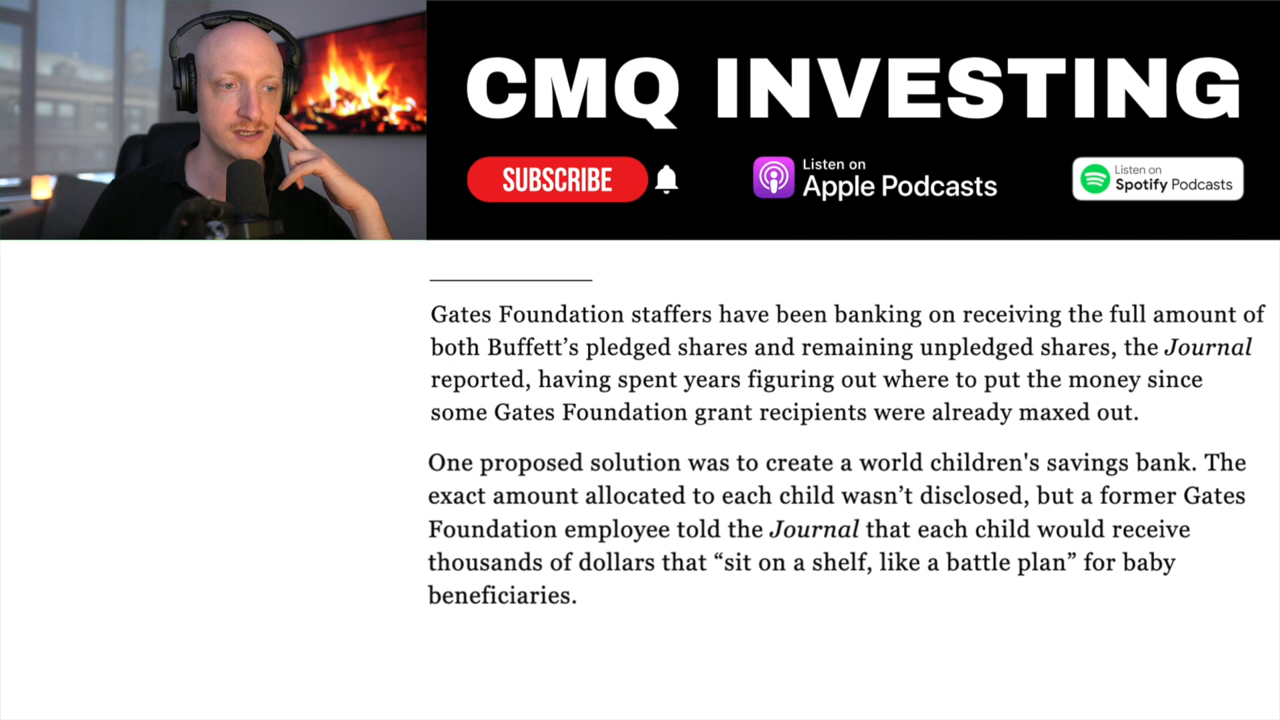 CMQ INVESTING
SUBSCRIBE
Listen on
Apple Podcasts
Listen on
Spotify Podcasts
Gates Foundation staffers have been banking on receiving the full amount of
both Buffett’s pledged shares and remaining unpledged shares, the Journal
reported, having spent years figuring out where to put the money since
some Gates Foundation grant recipients were already maxed out.
One proposed solution was to create a world children's savings bank. The
exact amount allocated to each child wasn’t disclosed, but a former Gates
Foundation employee told the Journal that each child would receive
thousands of dollars that “sit on a shelf, like a battle plan” for baby
beneficiaries.